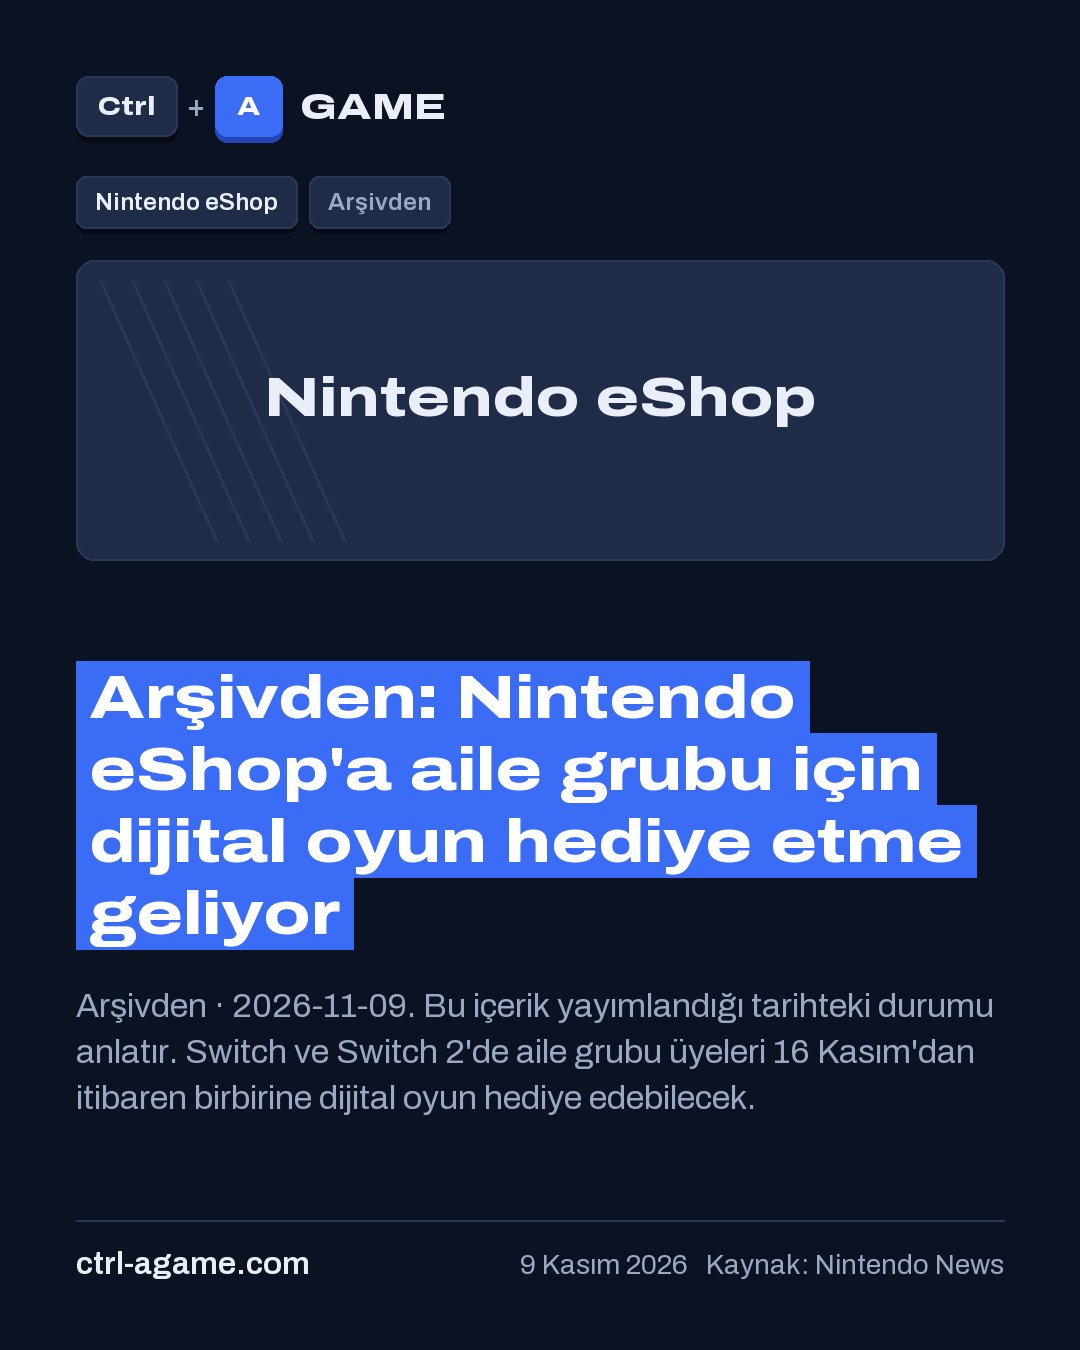 Ctrl + A GAME
Nintendo eShop Arşivden
Nintendo eShop
Arşivden: Nintendo
eShop'a aile grubu için
dijital oyun hediye etme
geliyor
Arşivden · 2026-11-09. Bu içerik yayımlandığı tarihteki durumu
anlatır. Switch ve Switch 2'de aile grubu üyeleri 16 Kasım'dan
itibaren birbirine dijital oyun hediye edebilecek.
ctrl-agame.com 9 Kasım 2026 Kaynak: Nintendo News